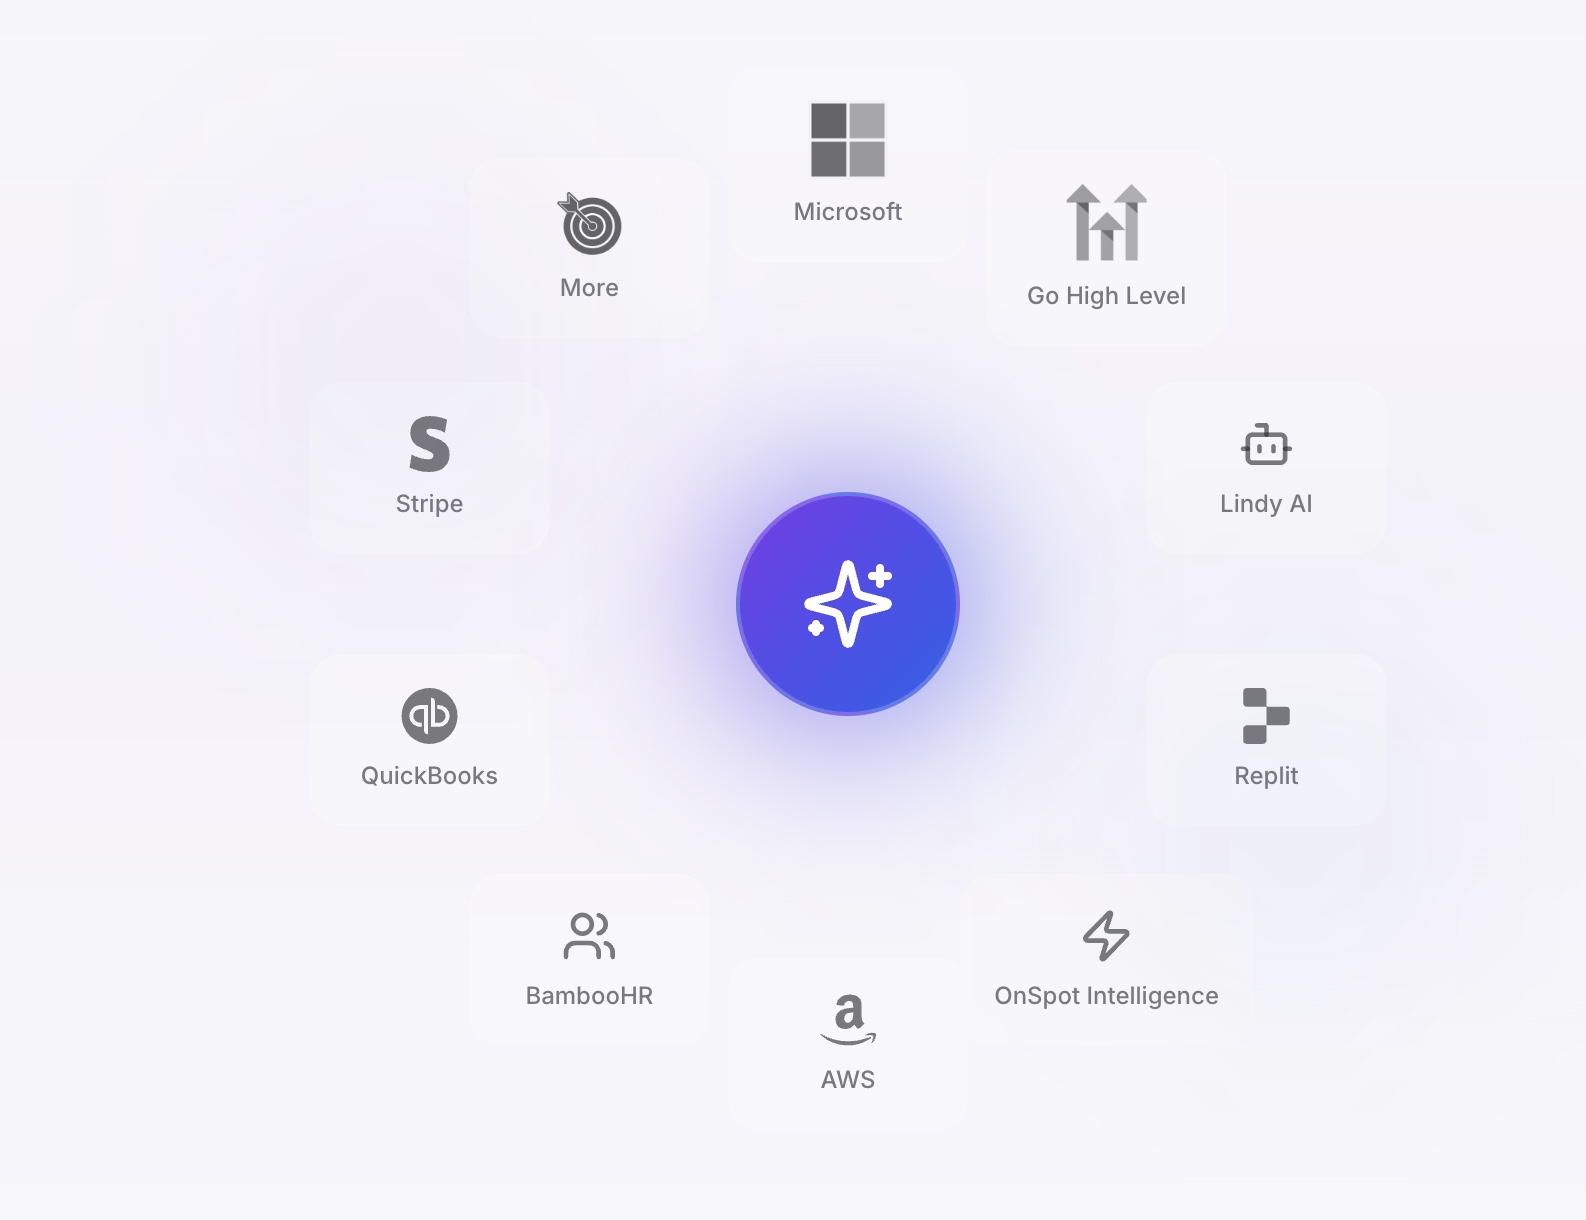 Microsoft
More
Go High Level
S
Stripe
Lindy AI
qb
QuickBooks
Replit
BambooHR
OnSpot Intelligence
a
AWS